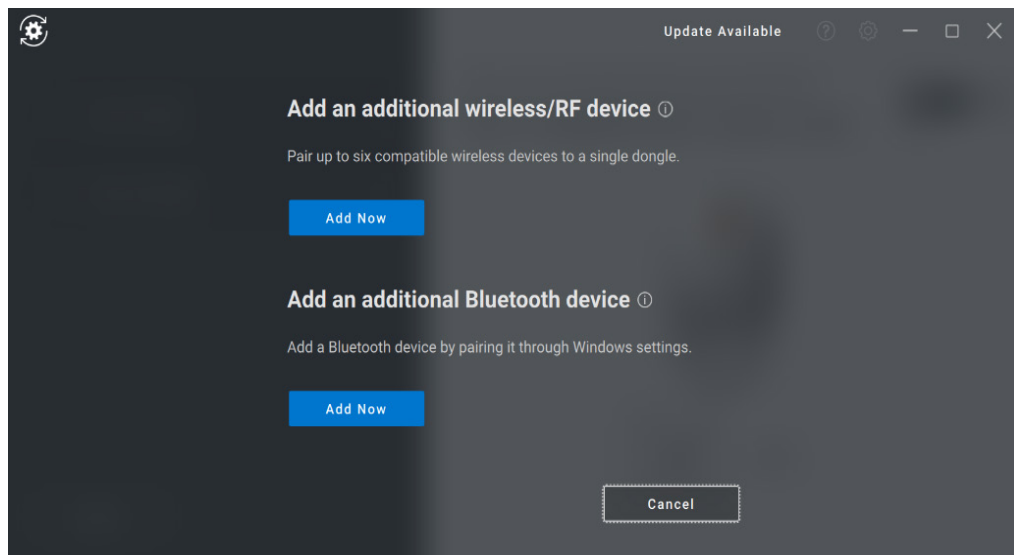 Update Available
Add an additional wireless/RF device
Pair up to six compatible wireless devices to a single dongle.
Add Now
Add an additional Bluetooth device
Add a Bluetooth device by pairing it through Windows settings.
Add Now
Cancel